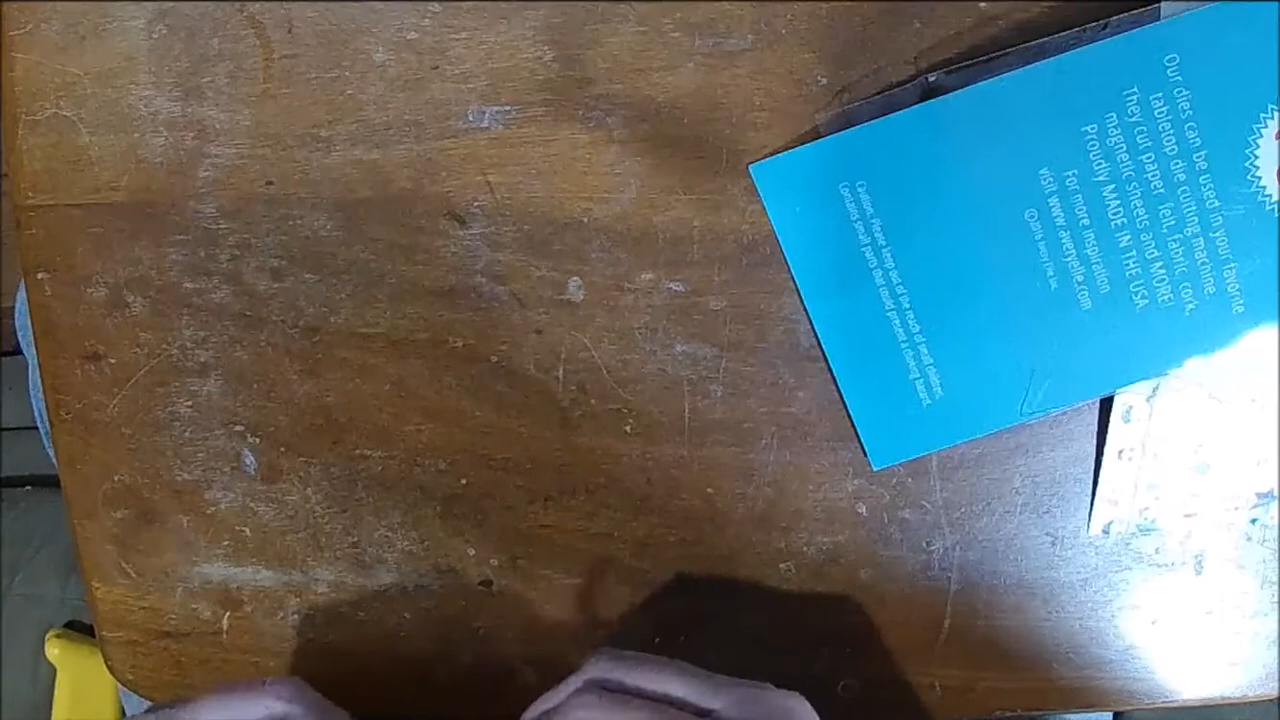 Our dies can be used in your favorite
tabletop die cutting machine.
They cut paper, felt, fabric, cork,
magnetic sheets and MORE!
Proudly MADE IN THE USA.
For more inspiration
visit www.averyelle.com
Caution: Please keep out of the reach of small children.
Contains small parts that could present a choking hazard.